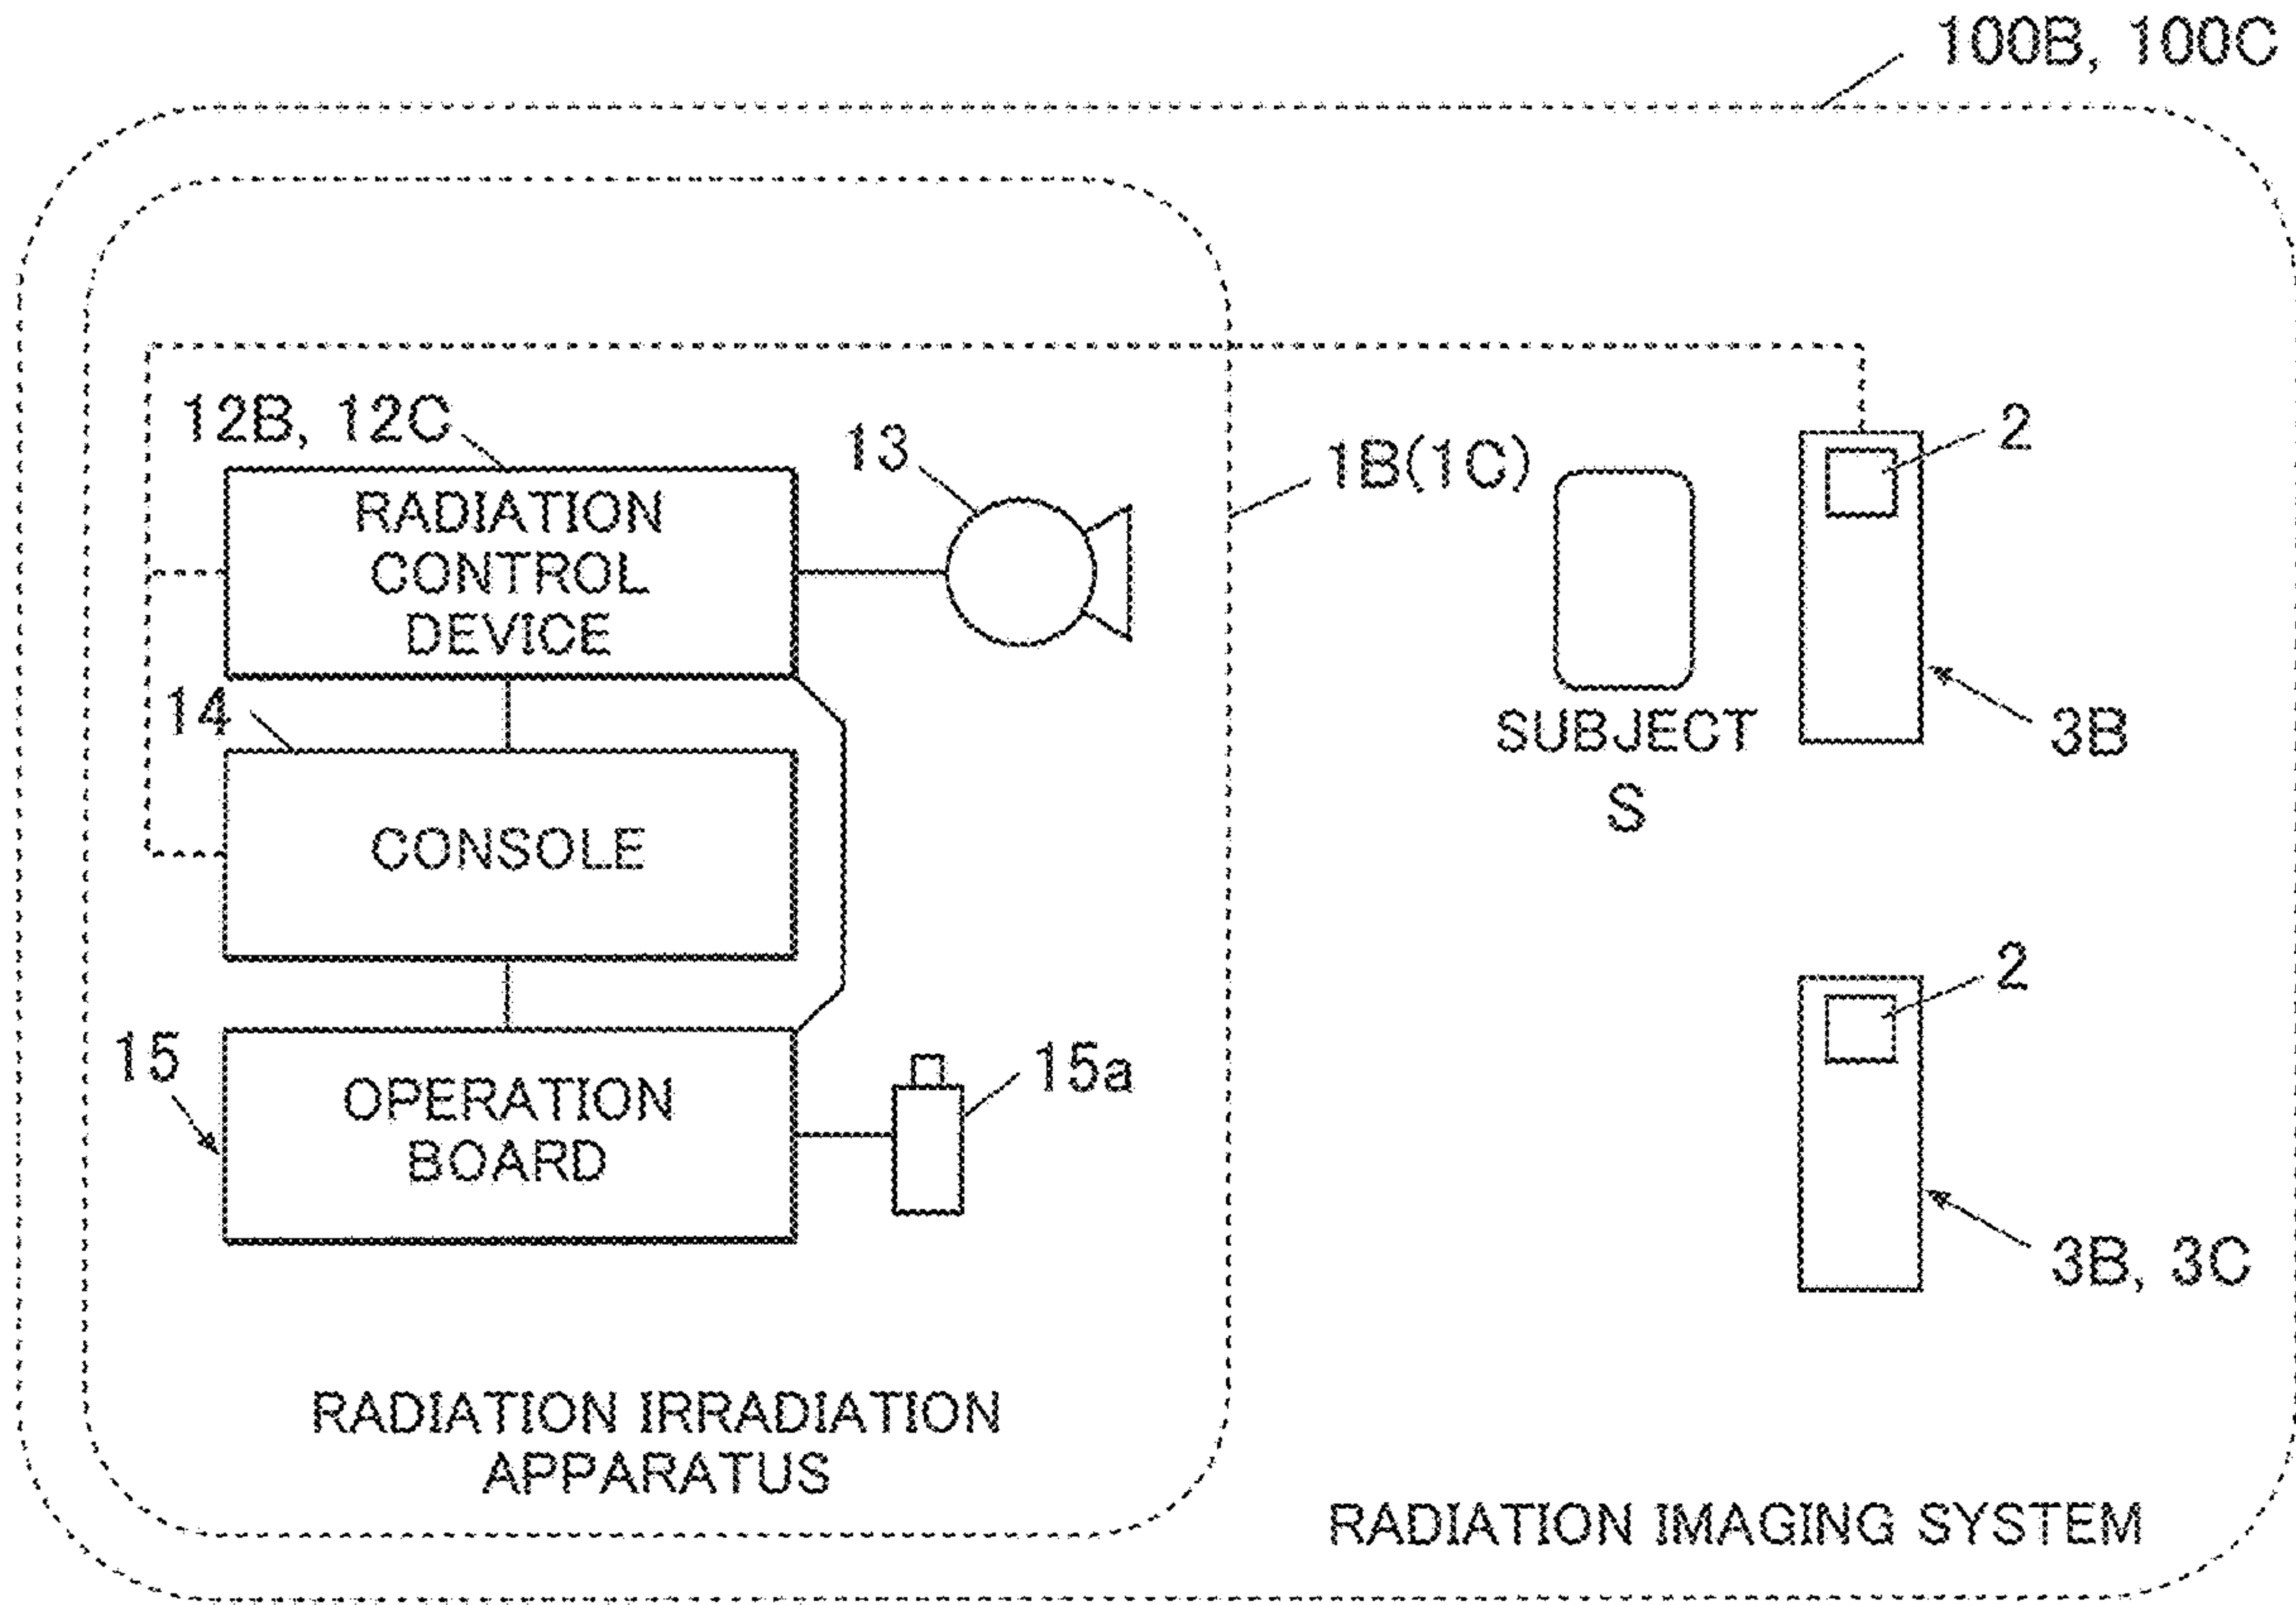 100B, 100C
12B, 12C
13
1B(1C)
2
RADIATION
CONTROL
DEVICE
14
SUBJECT
S
3B
CONSOLE
2
15
OPERATION
BOARD
15a
3B, 3C
RADIATION IRRADIATION
APPARATUS
RADIATION IMAGING SYSTEM